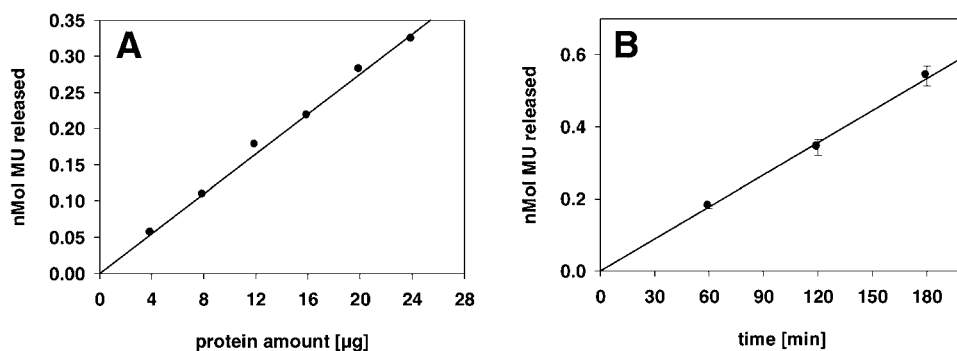 A
nMol MU released
0.35
0.30
0.25
0.20
0.15
0.10
0.05
0.00
0 4 8 12 16 20 24 28
protein amount [µg]
B
nMol MU released
0.6
0.4
0.2
0.0
0 30 60 90 120 150 180
time [min]